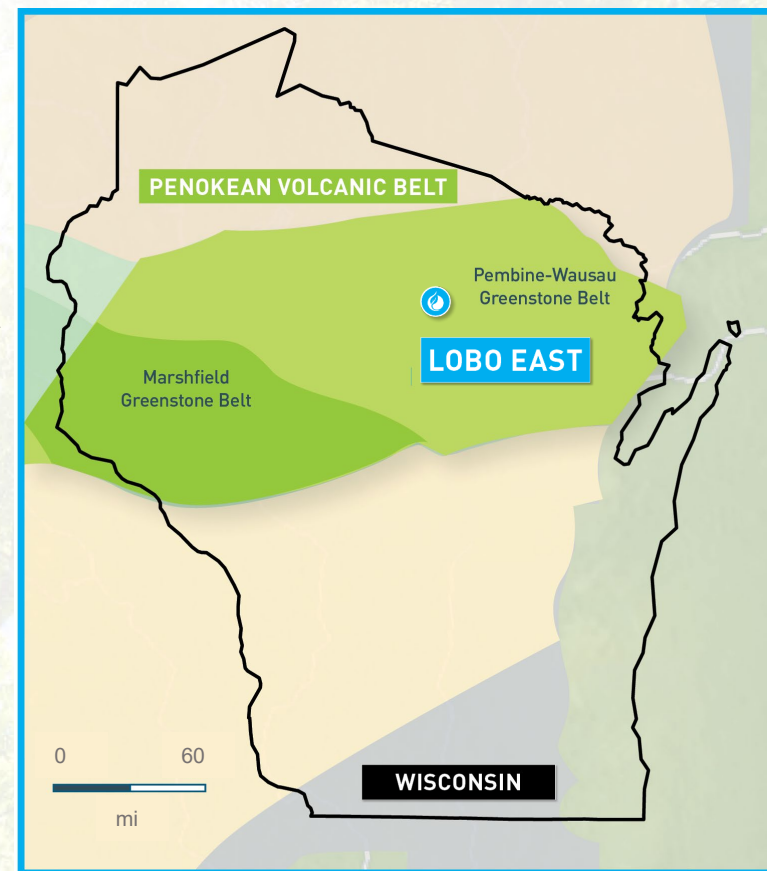 PENOKEAN VOLCANIC BELT
Pembine-Wausau
Greenstone Belt
LOBO EAST
Marshfield
Greenstone Belt
0 60
mi
WISCONSIN